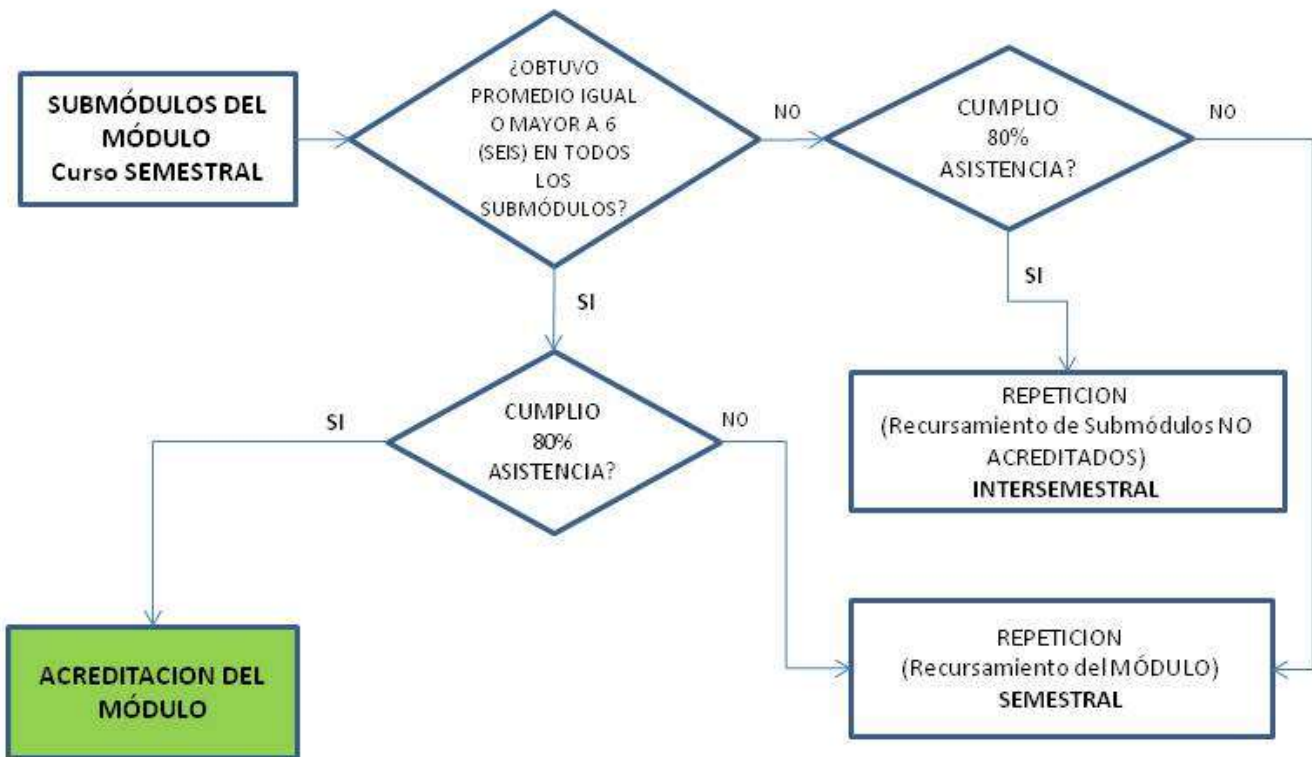 SUBMÓDULOS DEL
MÓDULO
Curso SEMESTRAL
¿OBTUVO
PROMEDIO IGUAL
O MAYOR A 6
(SEIS) EN TODOS
LOS
SUBMÓDULOS?
NO
CUMPLIO
80%
ASISTENCIA?
NO
SI
SI
REPETICION
(Recursamiento de Submódulos NO
ACREDITADOS)
INTERSEMESTRAL
CUMPLIO
80%
ASISTENCIA?
SI
NO
ACREDITACION DEL
MÓDULO
REPETICION
(Recursamiento del MÓDULO)
SEMESTRAL